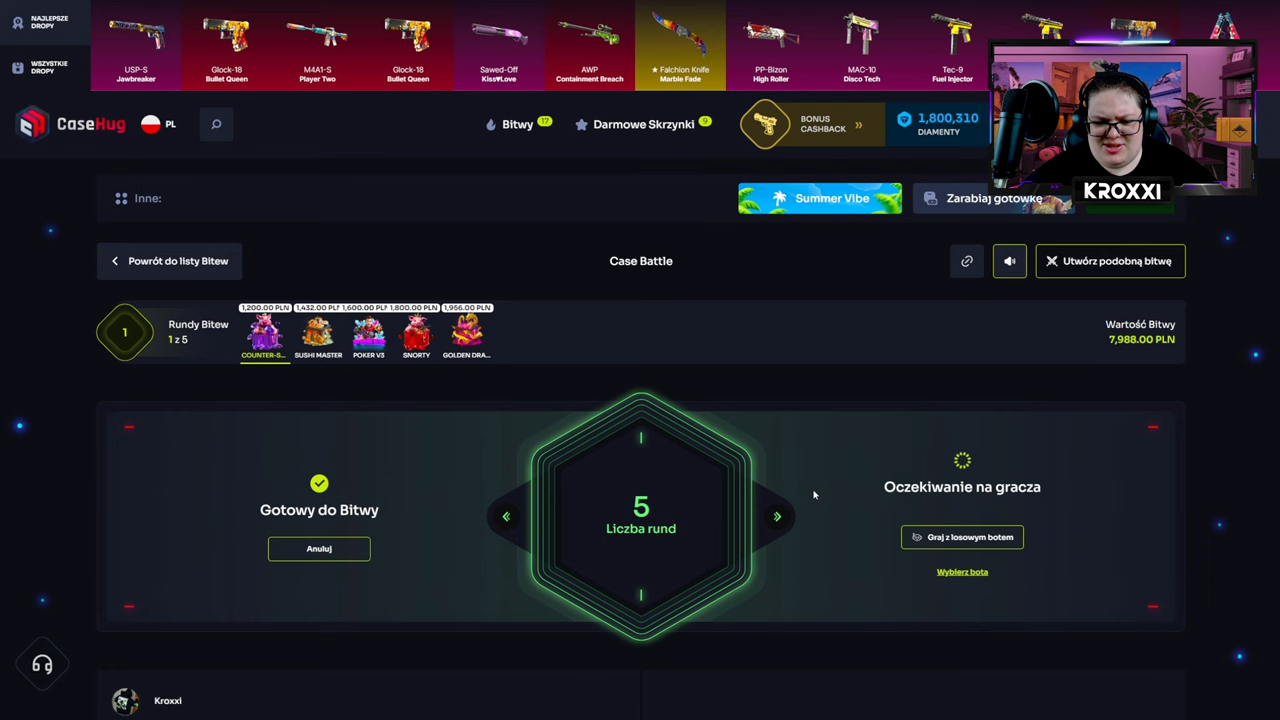 NAJLEPSZE
DROPY
WSZYSTKIE
DROPY
USP-S
Jawbreaker
Glock-18
Bullet Queen
M4A1-S
Player Two
Glock-18
Bullet Queen
Sawed-Off
Kiss♥Love
AWP
Containment Breach
★ Falchion Knife
Marble Fade
PP-Bizon
High Roller
MAC-10
Disco Tech
Tec-9
Fuel Injector
CaseHug
PL
Bitwy 17
Darmowe Skrzynki 9
BONUS
CASHBACK
1,800,310
DIAMENTY
KROXXI
Inne:
Summer Vibe
Zarabiaj gotówkę
Powrót do listy Bitew
Case Battle
Utwórz podobną bitwę
1
Rundy Bitew
1 z 5
1,200.00 PLN
COUNTER-S...
1,432.00 PLN
SUSHI MASTER
1,600.00 PLN
POKER V3
1,800.00 PLN
SNORTY
1,956.00 PLN
GOLDEN DRA...
Wartość Bitwy
7,988.00 PLN
Gotowy do Bitwy
Anuluj
5
Liczba rund
Oczekiwanie na gracza
Graj z losowym botem
Wybierz bota
Kroxxi